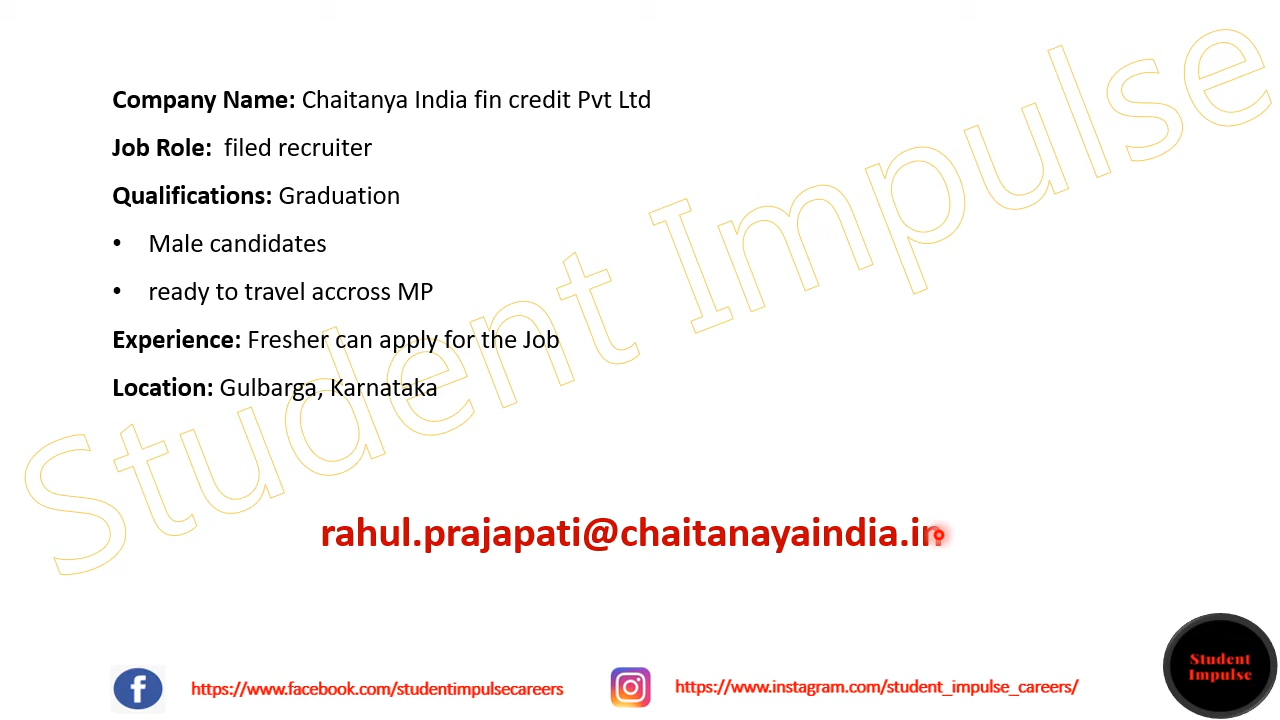 Company Name: Chaitanya India fin credit Pvt Ltd
Job Role: filed recruiter
Qualifications: Graduation
• Male candidates
• ready to travel accross MP
Experience: Fresher can apply for the Job
Location: Gulbarga, Karnataka
Student Impulse
rahul.prajapati@chaitanayaindia.in
https://www.facebook.com/studentimpulsecareers
https://www.instagram.com/student_impulse_careers/
Student
Impulse